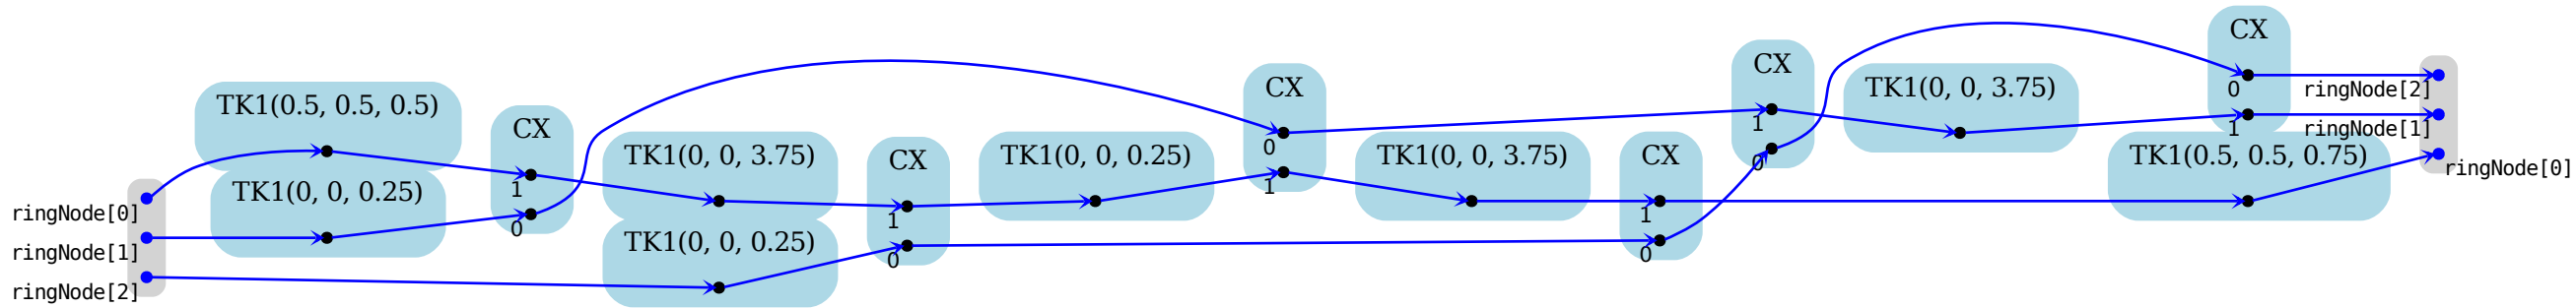 ringNode[0]
ringNode[1]
ringNode[2]
TK1(0.5, 0.5, 0.5)
TK1(0, 0, 0.25)
CX
1
0
TK1(0, 0, 3.75)
TK1(0, 0, 0.25)
CX
1
0
TK1(0, 0, 0.25)
CX
0
1
TK1(0, 0, 3.75)
CX
1
0
CX
1
0
TK1(0, 0, 3.75)
CX
0
1
TK1(0.5, 0.5, 0.75)
ringNode[2]
ringNode[1]
ringNode[0]